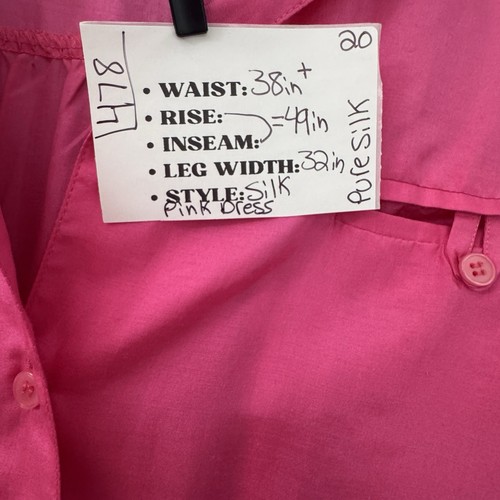 20
478
• WAIST: 38in+
• RISE: =49in
• INSEAM:
• LEG WIDTH: 32in
• STYLE: Silk
Pink Dress
Pure Silk